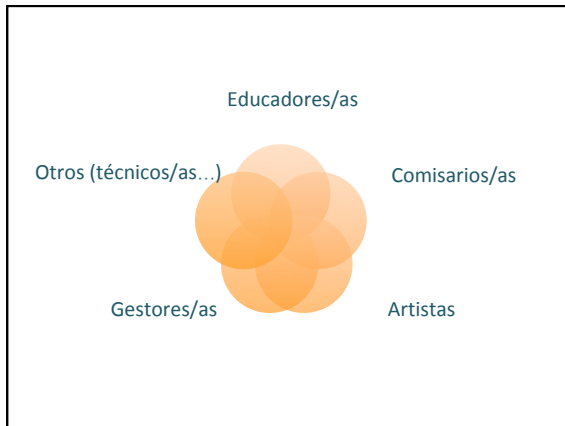 Educadores/as
Otros (técnicos/as...)
Comisarios/as
Gestores/as
Artistas